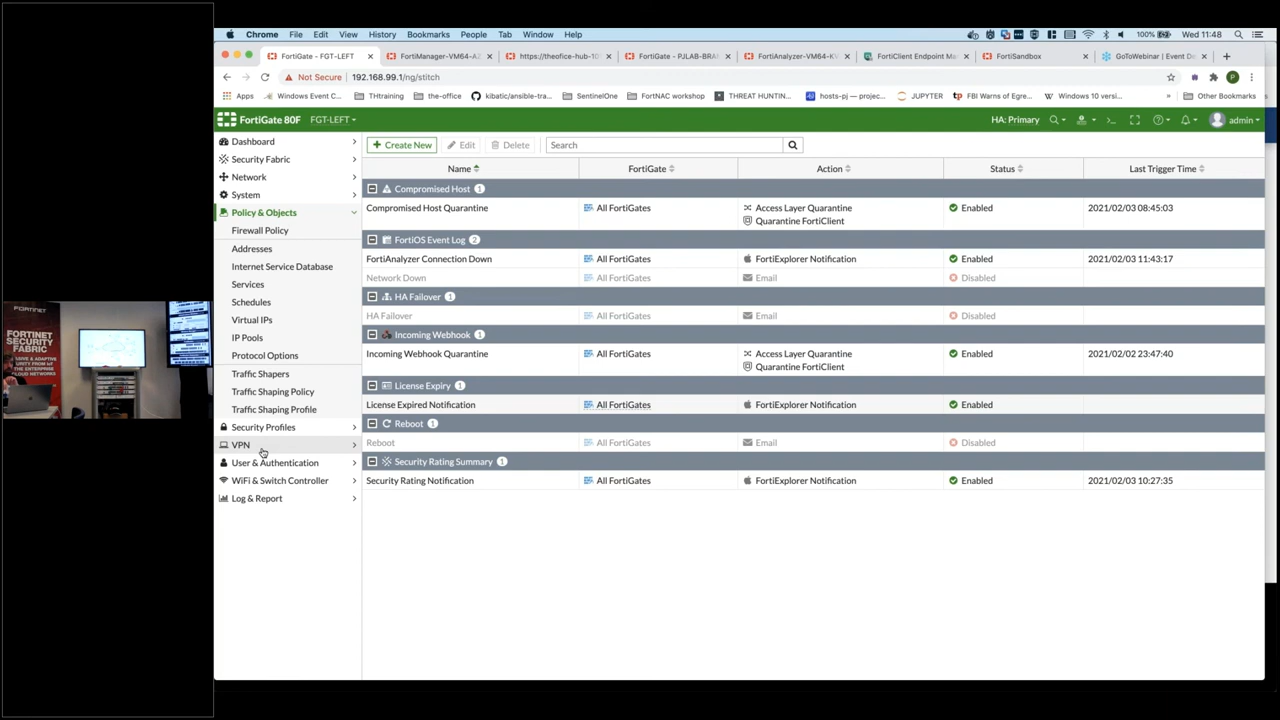 Chrome File Edit View History Bookmarks People Tab Window Help
100% Wed 11:48
FortiGate - FGT-LEFT
FortiManager-VM64-AZ
https://theofice-hub-10
FortiGate - PJLAB-BRA
FortiAnalyzer-VM64-KV
FortiClient Endpoint Ma
FortiSandbox
GoToWebinar | Event D
Not Secure 192.168.99.1/ng/stitch
Apps
Windows Event C...
THtraining
the-office
kibatic/ansible-tra...
SentinelOne
FortiNAC workshop
THREAT HUNTIN...
hosts-pj — projec...
JUPYTER
FBI Warns of Egre...
Windows 10 versi...
»
Other Bookmarks
FortiGate 80F FGT-LEFT
HA: Primary
admin
Dashboard
Security Fabric
Network
System
Policy & Objects
Firewall Policy
Addresses
Internet Service Database
Services
Schedules
Virtual IPs
IP Pools
Protocol Options
Traffic Shapers
Traffic Shaping Policy
Traffic Shaping Profile
Security Profiles
VPN
User & Authentication
WiFi & Switch Controller
Log & Report
Create New Edit Delete Search
Name FortiGate Action Status Last Trigger Time
Compromised Host 1
Compromised Host Quarantine All FortiGates Access Layer Quarantine Enabled 2021/02/03 08:45:03
Quarantine FortiClient
FortiOS Event Log 2
FortiAnalyzer Connection Down All FortiGates FortiExplorer Notification Enabled 2021/02/03 11:43:17
Network Down All FortiGates Email Disabled
HA Failover 1
HA Failover All FortiGates Email Disabled
Incoming Webhook 1
Incoming Webhook Quarantine All FortiGates Access Layer Quarantine Enabled 2021/02/02 23:47:40
Quarantine FortiClient
License Expiry 1
License Expired Notification All FortiGates FortiExplorer Notification Enabled
Reboot 1
Reboot All FortiGates Email Disabled
Security Rating Summary 1
Security Rating Notification All FortiGates FortiExplorer Notification Enabled 2021/02/03 10:27:35
FORTINET
FORTINET
SECURITY
FABRIC